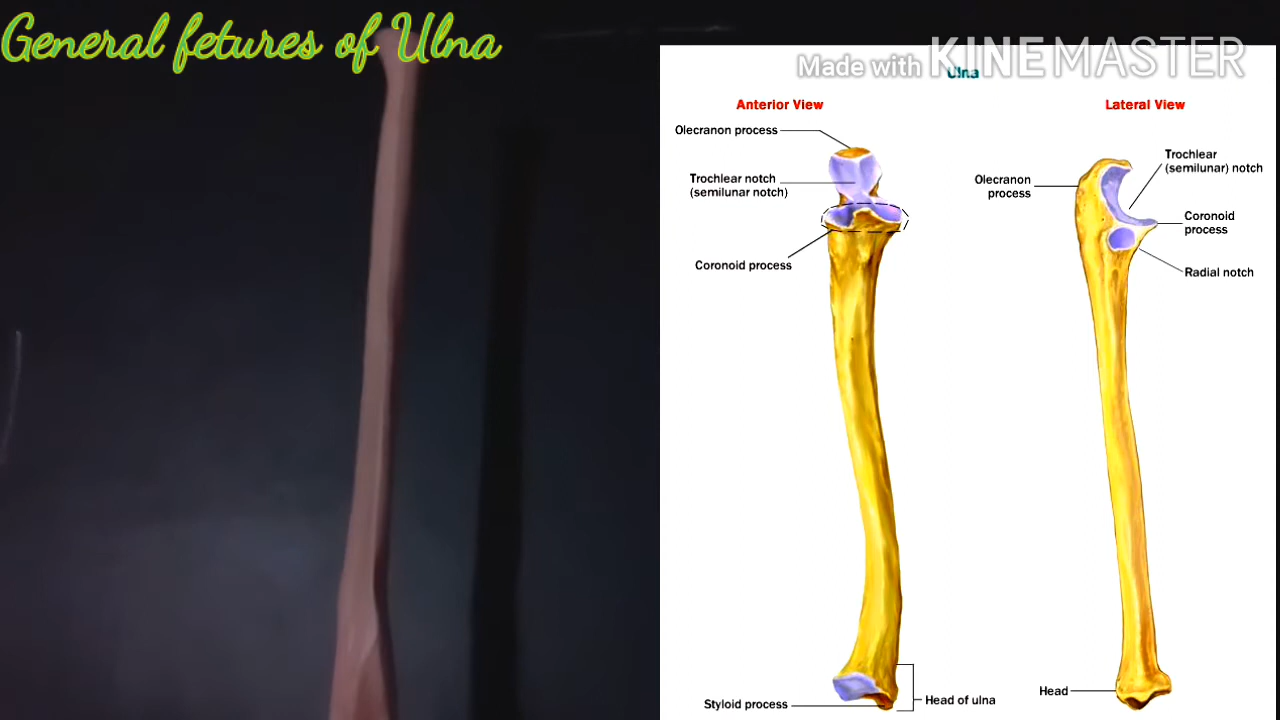 General fetures of Ulna
Made with KINEMASTER
Ulna
Anterior View
Olecranon process
Trochlear notch
(semilunar notch)
Coronoid process
Styloid process
Head of ulna
Lateral View
Trochlear
(semilunar) notch
Olecranon
process
Coronoid
process
Radial notch
Head